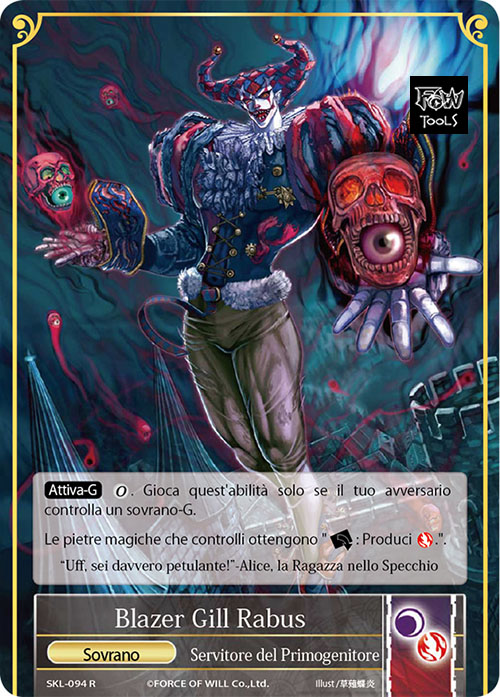 FOW
TOOLS
Attiva-G O. Gioca quest'abilità solo se il tuo avversario
controlla un sovrano-G.
Le pietre magiche che controlli ottengono " : Produci .".
“Uff, sei davvero petulante!”-Alice, la Ragazza nello Specchio
Blazer Gill Rabus
Sovrano
Servitore del Primogenitore
SKL-094 R
©FORCE OF WILL Co.,Ltd.
Illust/草薙蝶炎